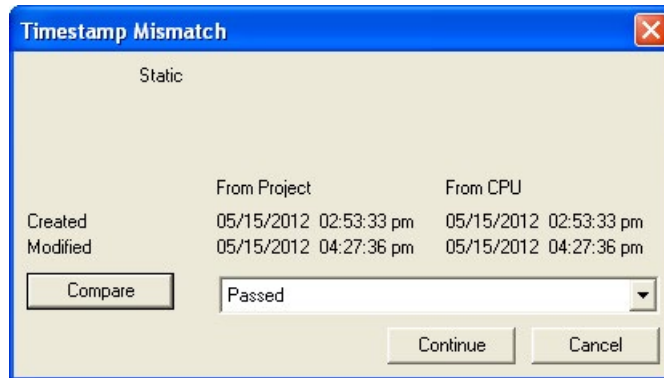 Timestamp Mismatch
Static
From Project From CPU
Created 05/15/2012 02:53:33 pm 05/15/2012 02:53:33 pm
Modified 05/15/2012 04:27:36 pm 05/15/2012 04:27:36 pm
Compare Passed
Continue Cancel